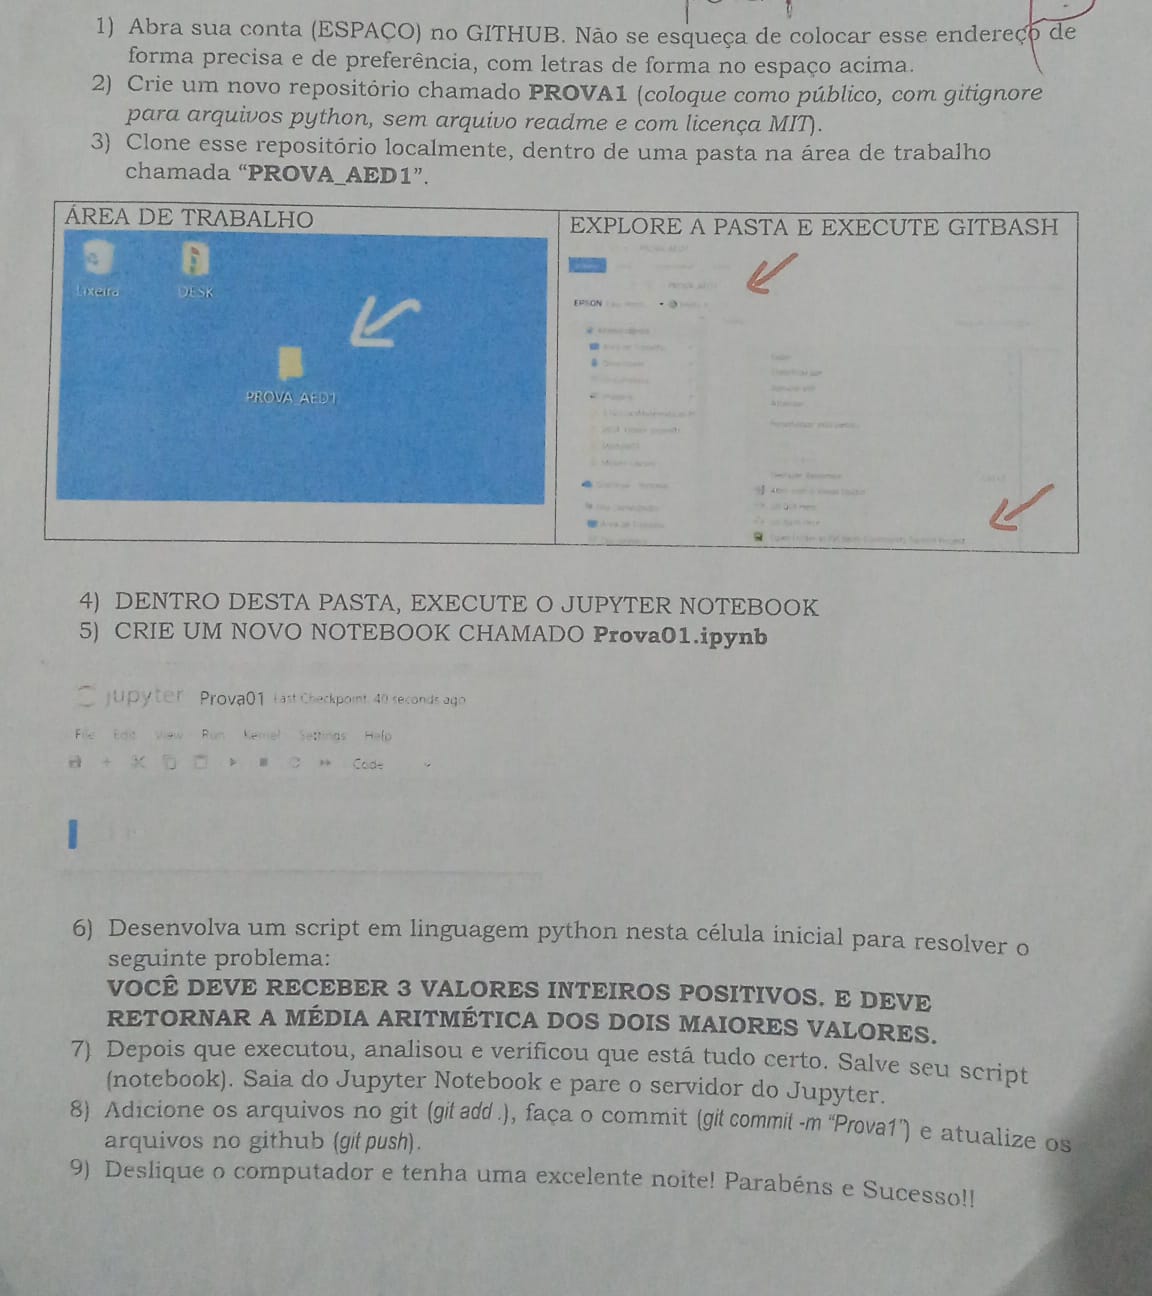 1) Abra sua conta (ESPAÇO) no GITHUB. Não se esqueça de colocar esse endereço de
forma precisa e de preferência, com letras de forma no espaço acima.
2) Crie um novo repositório chamado PROVA1 (coloque como público, com gitignore
para arquivos python, sem arquivo readme e com licença MIT).
3) Clone esse repositório localmente, dentro de uma pasta na área de trabalho
chamada “PROVA_AED1”.
ÁREA DE TRABALHO
Lixeira
DESK
PROVA_AED1
EXPLORE A PASTA E EXECUTE GITBASH
EPSON
4) DENTRO DESTA PASTA, EXECUTE O JUPYTER NOTEBOOK
5) CRIE UM NOVO NOTEBOOK CHAMADO Prova01.ipynb
jupyter Prova01 Last Checkpoint: 40 seconds ago
File Edit View Run Kernel Settings Help
Code
6) Desenvolva um script em linguagem python nesta célula inicial para resolver o
seguinte problema:
VOCÊ DEVE RECEBER 3 VALORES INTEIROS POSITIVOS. E DEVE
RETORNAR A MÉDIA ARITMÉTICA DOS DOIS MAIORES VALORES.
7) Depois que executou, analisou e verificou que está tudo certo. Salve seu script
(notebook). Saia do Jupyter Notebook e pare o servidor do Jupyter.
8) Adicione os arquivos no git (git add .), faça o commit (git commit -m “Prova1”) e atualize os
arquivos no github (git push).
9) Deslique o computador e tenha uma excelente noite! Parabéns e Sucesso!!